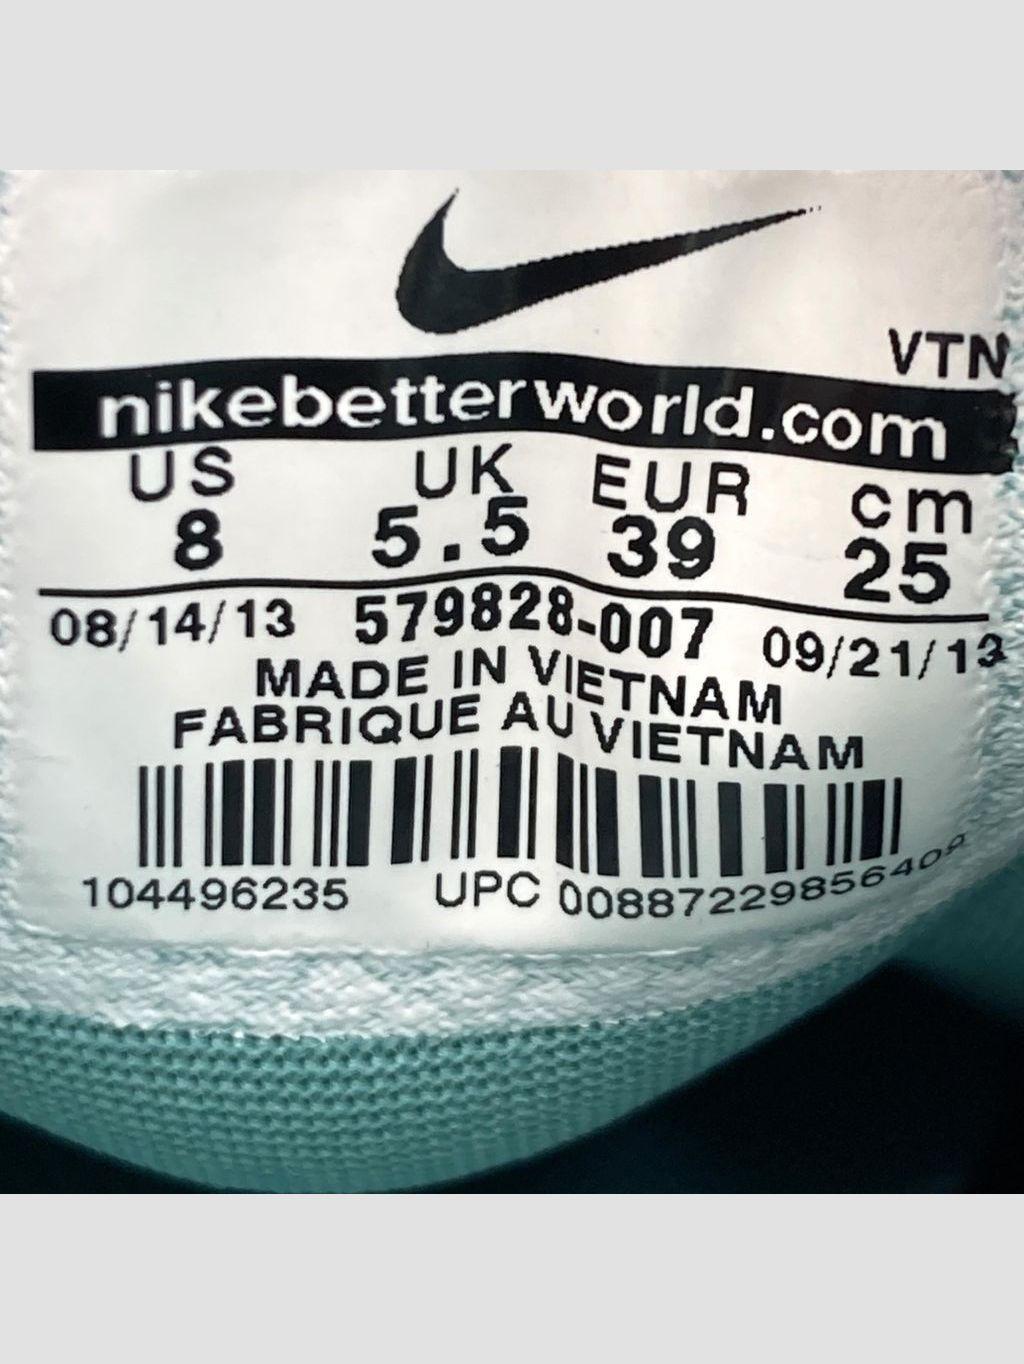 VTN
nikebetterworld.com
US UK EUR cm
8 5.5 39 25
08/14/13 579828-007 09/21/13
MADE IN VIETNAM
FABRIQUE AU VIETNAM
104496235 UPC 00887229856409